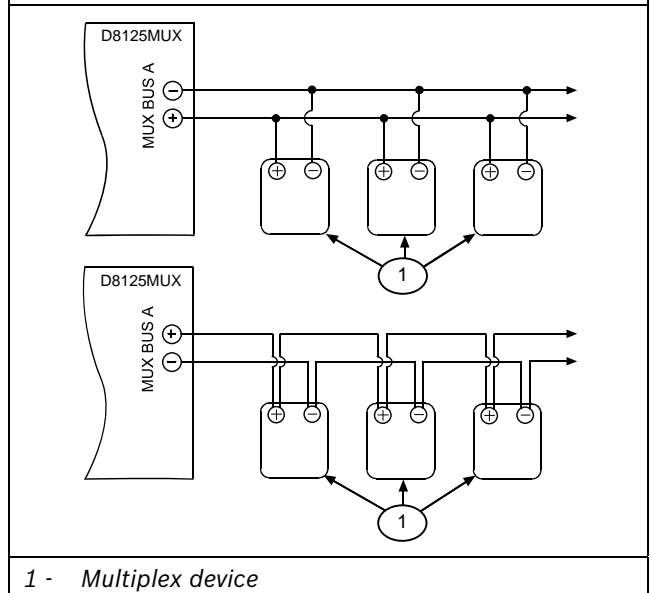 D8125MUX
MUX BUS A
−
+
+ − + − + −
1
D8125MUX
MUX BUS A
+
−
+ − + − + −
1
1 - Multiplex device